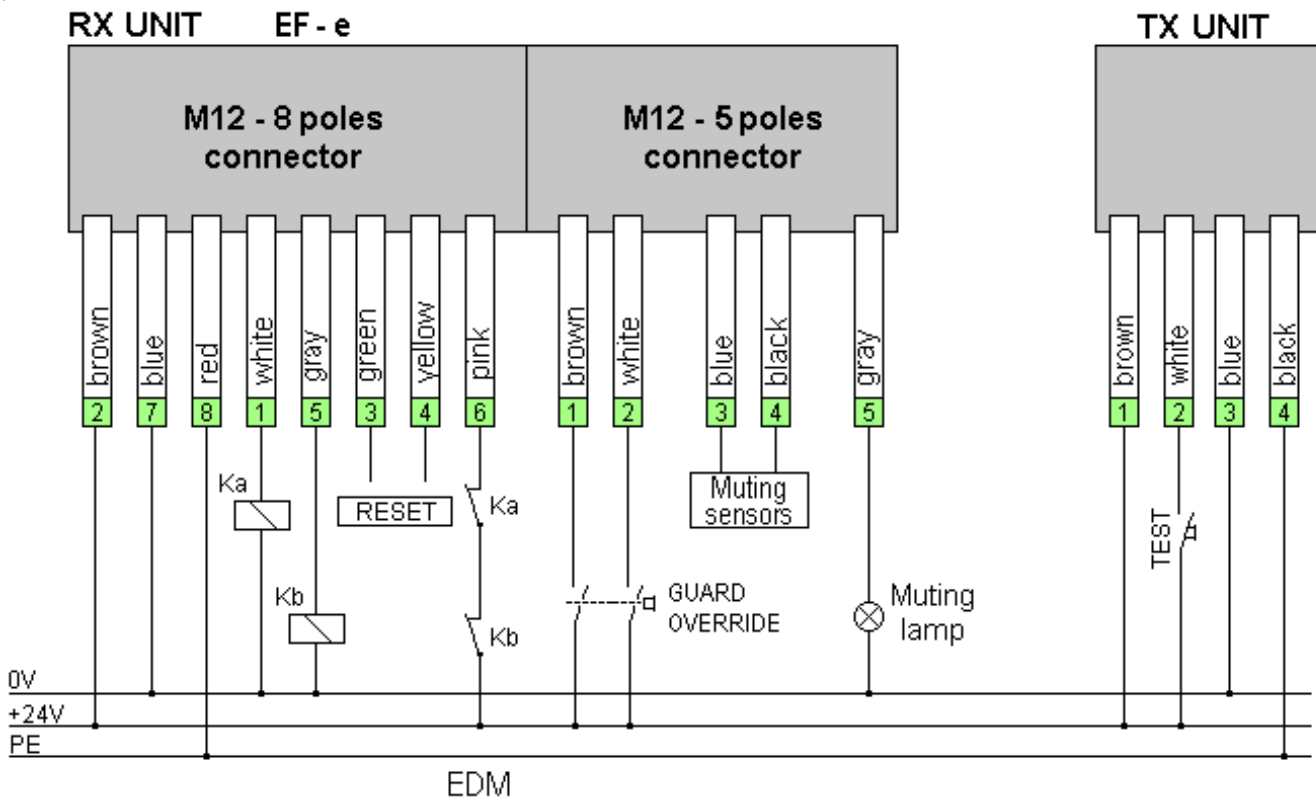 RX UNIT EF - e TX UNIT
M12 - 8 poles
connector
M12 - 5 poles
connector
brown
blue
red
white
gray
green
yellow
pink
brown
white
blue
black
gray
brown
white
blue
black
2 7 8 1 5 3 4 6 1 2 3 4 5 1 2 3 4
Ka
RESET
Ka
Muting
sensors
TEST
Kb
Kb
GUARD
OVERRIDE
Muting
lamp
0V
+24V
PE
EDM